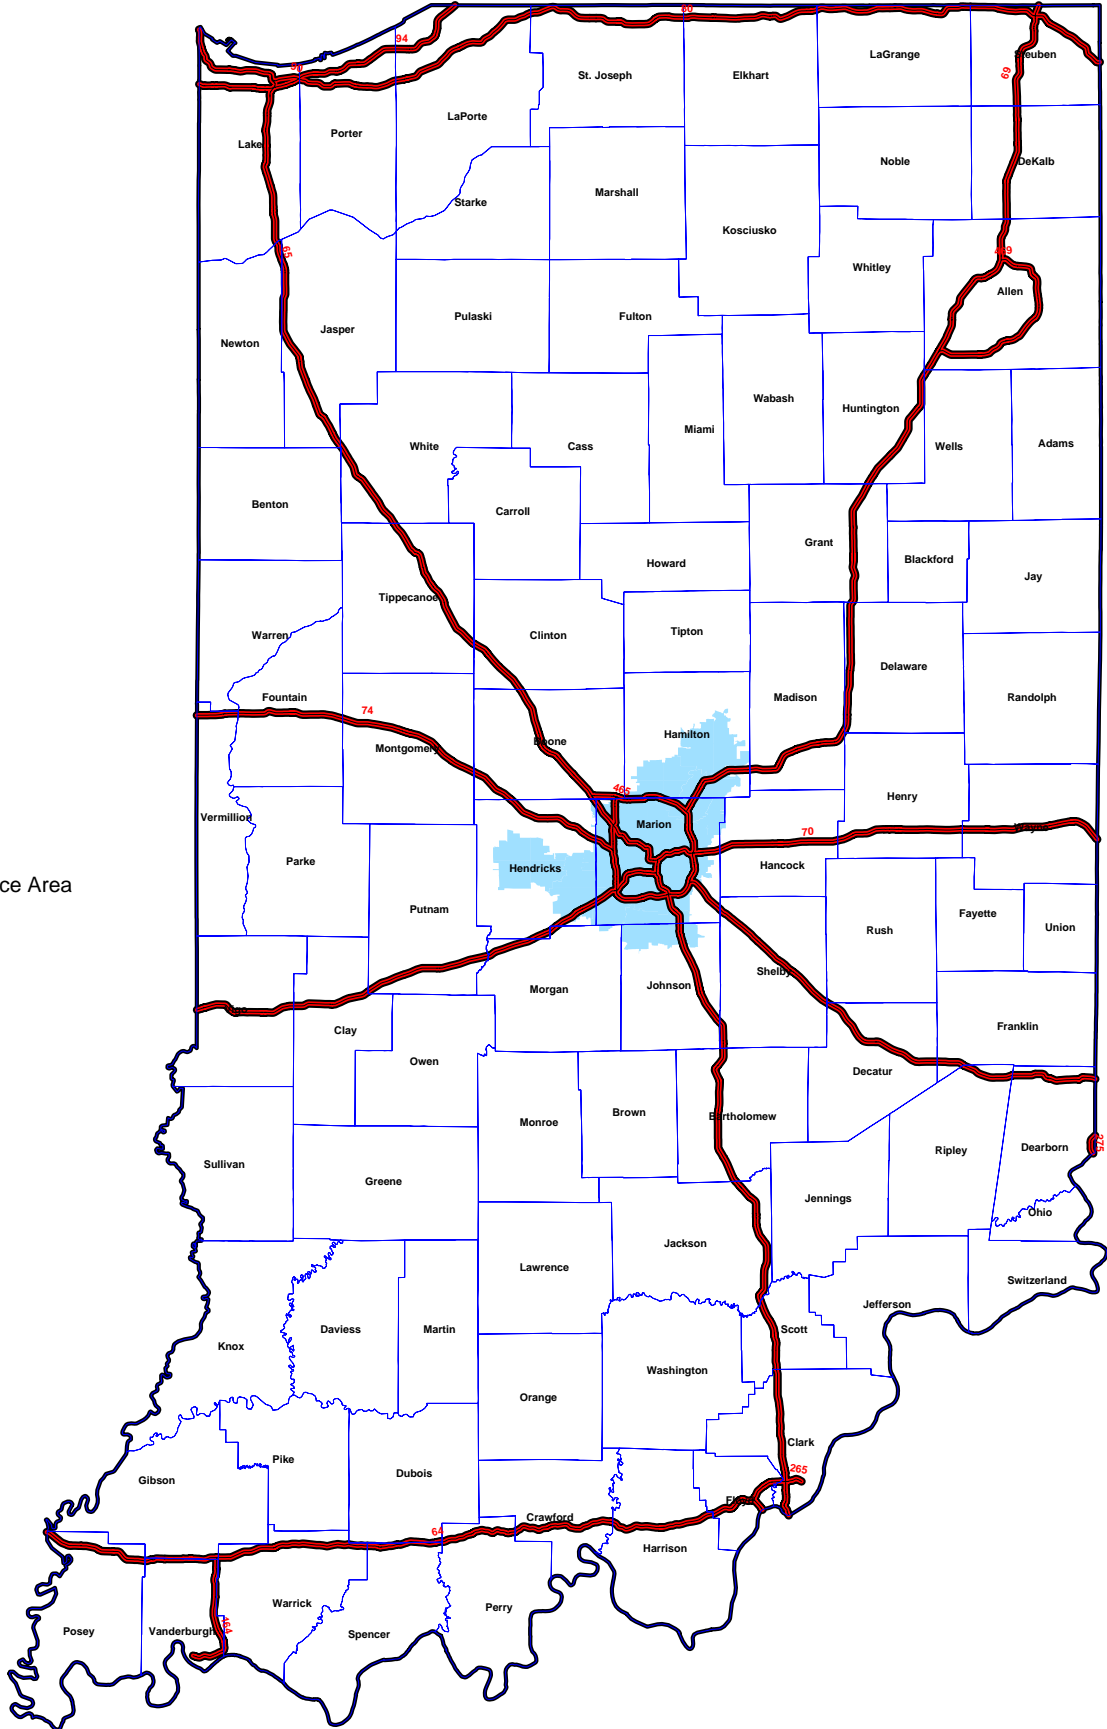 80
94
90
69
LaGrange
Steuben
St. Joseph
Elkhart
LaPorte
Porter
Lake
Noble
DeKalb
Marshall
Starke
Kosciusko
65
469
Whitley
Allen
Pulaski
Fulton
Jasper
Newton
Wabash
Huntington
Miami
White
Cass
Wells
Adams
Benton
Carroll
Grant
Blackford
Howard
Jay
Tippecanoe
Clinton
Tipton
Warren
Delaware
Fountain
Madison
Randolph
74
Hamilton
Boone
Montgomery
465
Henry
Vermillion
Marion
70
Wayne
Parke
Hendricks
Hancock
ce Area
Putnam
Fayette
Rush
Union
Shelby
Morgan
Johnson
Vigo
Clay
Franklin
Owen
Decatur
Monroe
Brown
Bartholomew
275
Dearborn
Ripley
Sullivan
Greene
Jennings
Ohio
Jackson
Lawrence
Switzerland
Jefferson
Knox
Daviess
Martin
Scott
Washington
Orange
Clark
Pike
Dubois
Gibson
265
Floyd
Crawford
64
Harrison
Warrick
Perry
Posey
Vanderburgh
164
Spencer